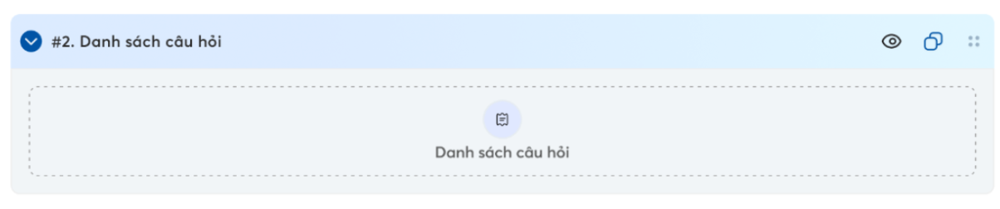 #2. Danh sách câu hỏi
Danh sách câu hỏi